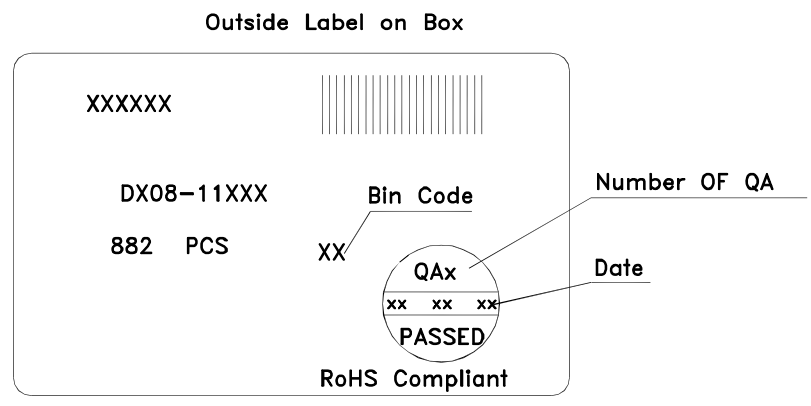 Outside Label on Box
XXXXXX
DX08-11XXX
Bin Code
Number OF QA
882 PCS
XX
QAx
Date
xx xx xx
PASSED
RoHS Compliant